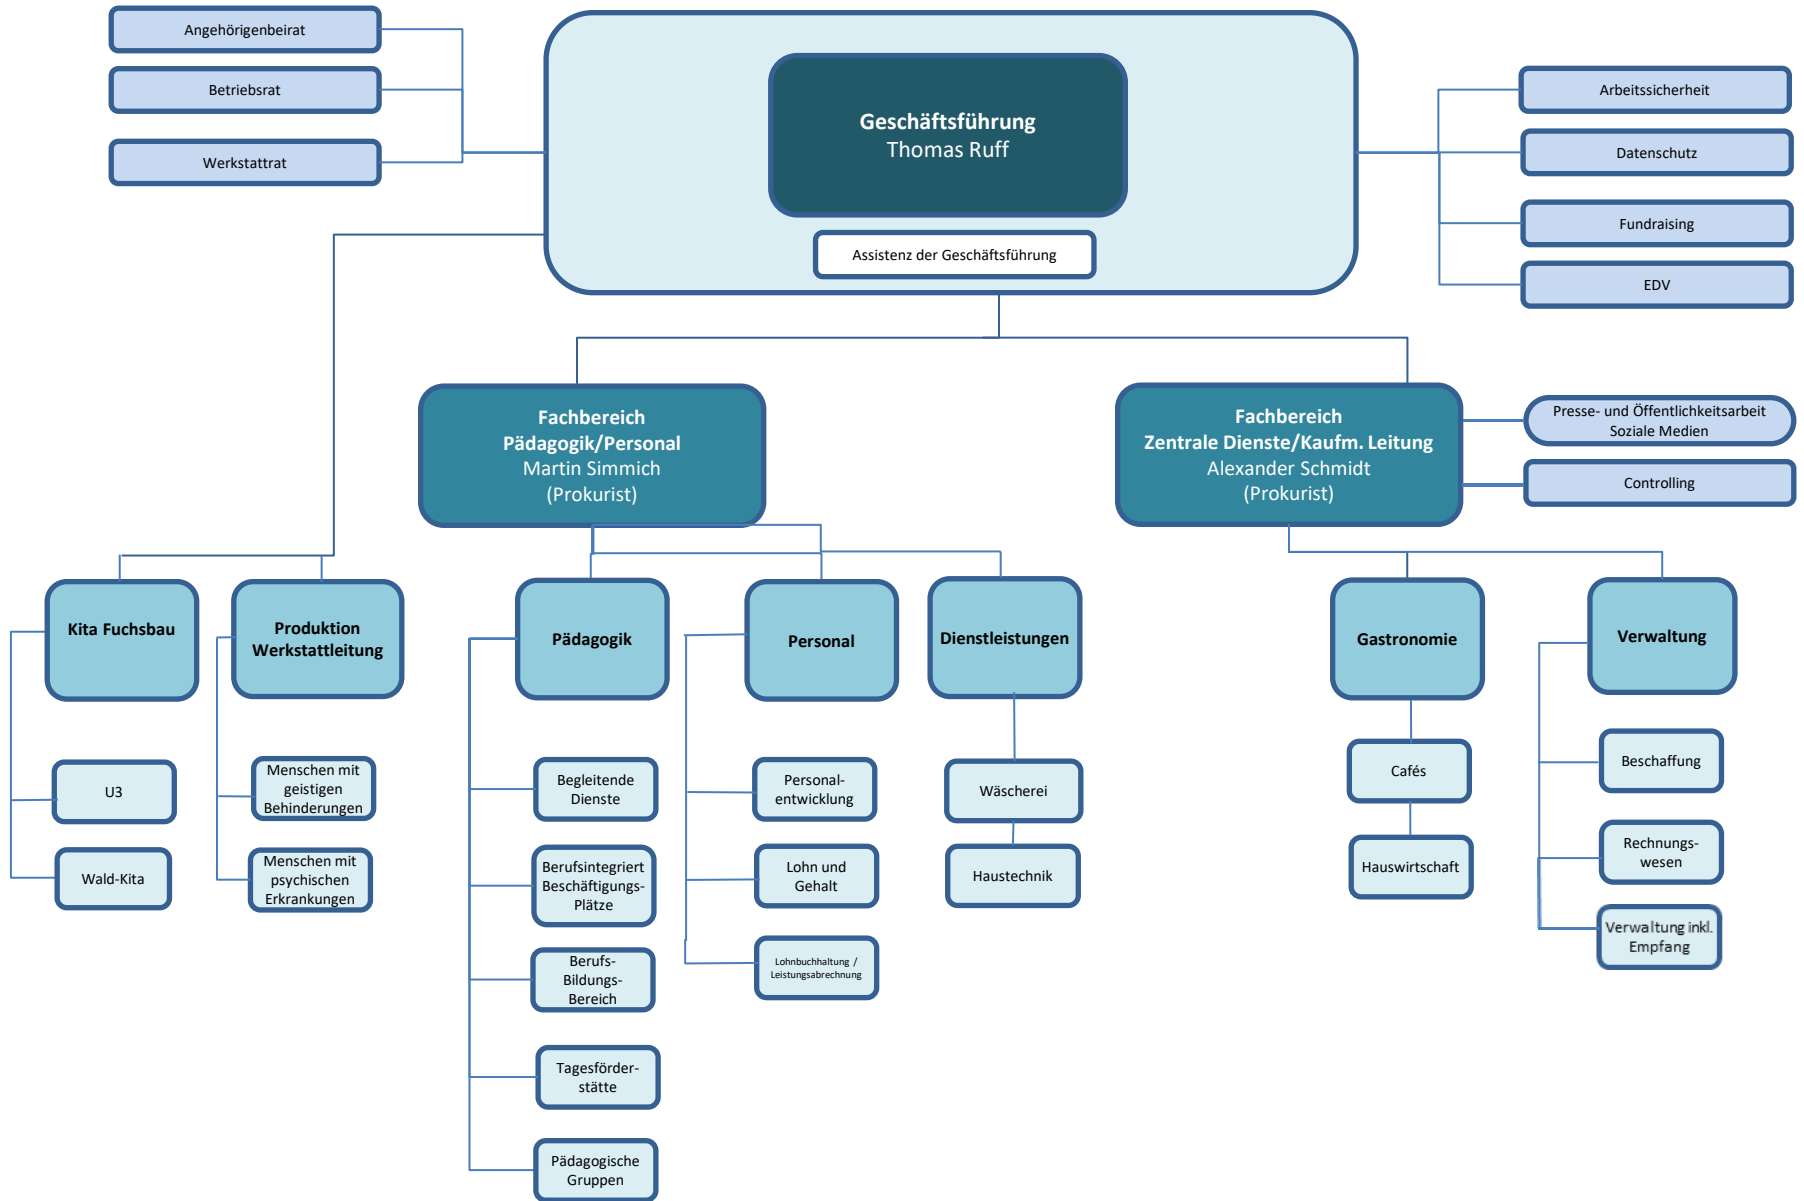 Angehörigenbeirat
Betriebsrat
Werkstattrat
Geschäftsführung
Thomas Ruff
Assistenz der Geschäftsführung
Arbeitssicherheit
Datenschutz
Fundraising
EDV
Fachbereich
Pädagogik/Personal
Martin Simmich
(Prokurist)
Fachbereich
Zentrale Dienste/Kaufm. Leitung
Alexander Schmidt
(Prokurist)
Presse- und Öffentlichkeitsarbeit
Soziale Medien
Controlling
Kita Fuchsbau
U3
Wald-Kita
Produktion
Werkstattleitung
Menschen mit
geistigen
Behinderungen
Menschen mit
psychischen
Erkrankungen
Pädagogik
Begleitende
Dienste
Berufsintegriert
Beschäftigungs-
Plätze
Berufs-
Bildungs-
Bereich
Tagesförder-
stätte
Pädagogische
Gruppen
Personal
Personal-
entwicklung
Lohn und
Gehalt
Lohnbuchhaltung /
Leistungsabrechnung
Dienstleistungen
Wäscherei
Haustechnik
Gastronomie
Cafés
Hauswirtschaft
Verwaltung
Beschaffung
Rechnungs-
wesen
Verwaltung inkl.
Empfang